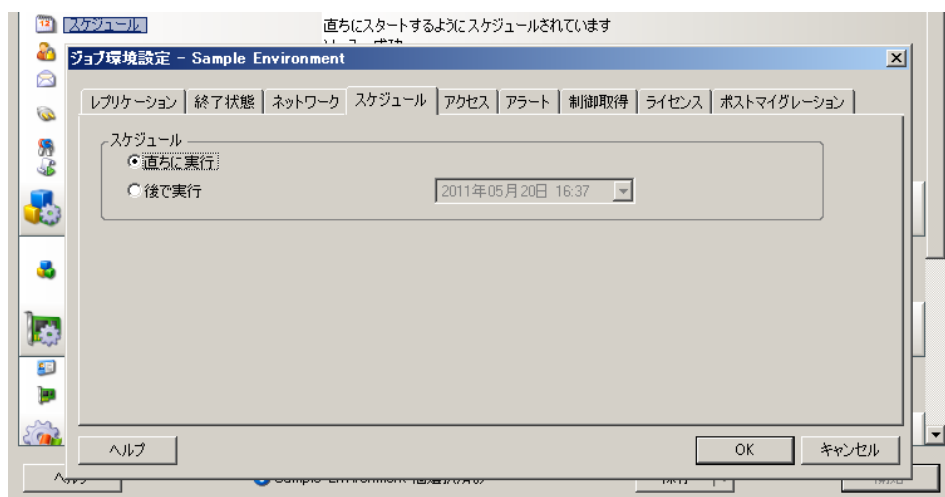 スケジュール 直ちにスタートするようにスケジュールされています
ジョブ環境設定 - Sample Environment
レプリケーション 終了状態 ネットワーク スケジュール アクセス アラート 制御取得 ライセンス ポストマイグレーション
スケジュール
直ちに実行
後で実行 2011年05月20日 16:37
ヘルプ OK キャンセル